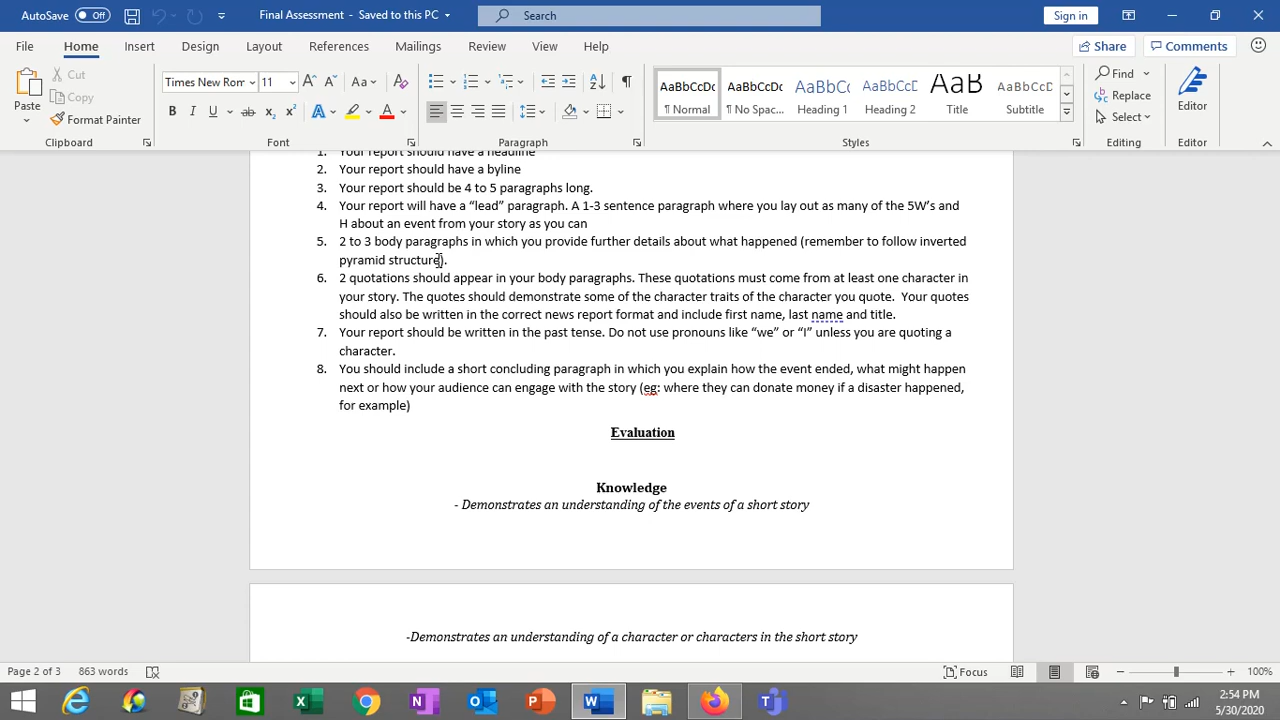 AutoSave Off Final Assessment - Saved to this PC Search Sign in
File Home Insert Design Layout References Mailings Review View Help Share Comments
Paste Cut Copy Format Painter
Times New Rom 11 Aa
B I U ab x₂ x² A A
AaBbCcDc AaBbCcDc AaBbCc AaBbCcD AaB AaBbCcD
¶ Normal ¶ No Spac... Heading 1 Heading 2 Title Subtitle
Find Replace Select Editor
Clipboard Font Paragraph Styles Editing Editor
1. Your report should have a headline
2. Your report should have a byline
3. Your report should be 4 to 5 paragraphs long.
4. Your report will have a “lead” paragraph. A 1-3 sentence paragraph where you lay out as many of the 5W’s and
H about an event from your story as you can
5. 2 to 3 body paragraphs in which you provide further details about what happened (remember to follow inverted
pyramid structure).
6. 2 quotations should appear in your body paragraphs. These quotations must come from at least one character in
your story. The quotes should demonstrate some of the character traits of the character you quote. Your quotes
should also be written in the correct news report format and include first name, last name and title.
7. Your report should be written in the past tense. Do not use pronouns like “we” or “I” unless you are quoting a
character.
8. You should include a short concluding paragraph in which you explain how the event ended, what might happen
next or how your audience can engage with the story (eg: where they can donate money if a disaster happened,
for example)
Evaluation
Knowledge
- Demonstrates an understanding of the events of a short story
-Demonstrates an understanding of a character or characters in the short story
Page 2 of 3 863 words Focus 100%
2:54 PM
5/30/2020